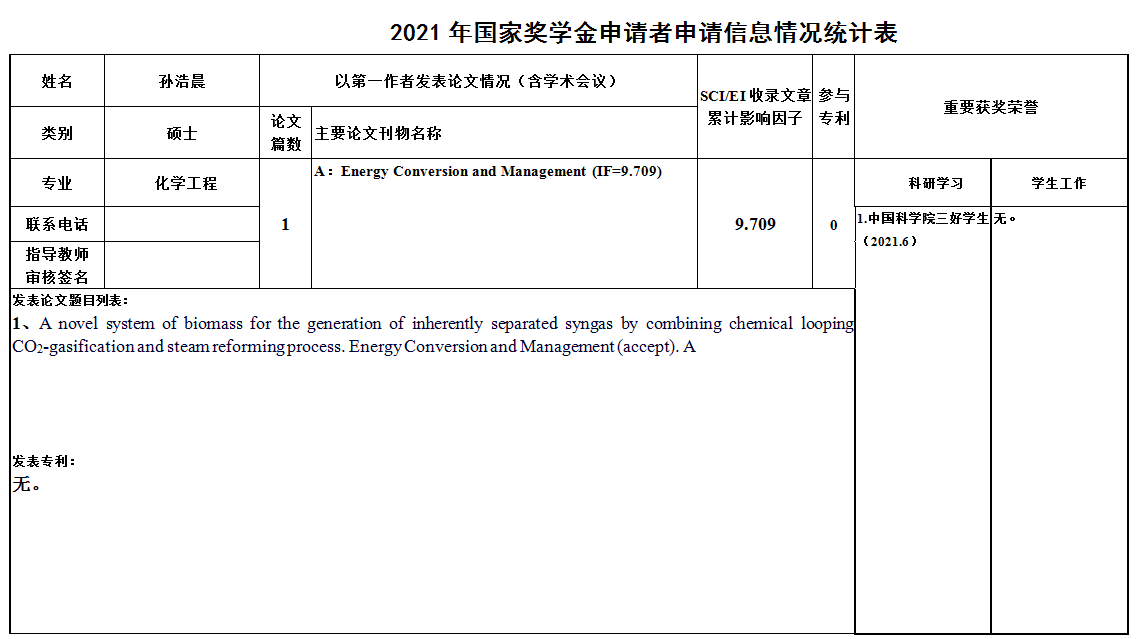 2021 年国家奖学金申请者申请信息情况统计表
姓名
孙浩晨
以第一作者发表论文情况（含学术会议）
SCI/EI 收录文章
累计影响因子
参与
专利
重要获奖荣誉
类别
硕士
论文
篇数
主要论文刊物名称
专业
化学工程
1
A：Energy Conversion and Management (IF=9.709)
9.709
0
科研学习
学生工作
联系电话
1.中国科学院三好学生
（2021.6）
无。
指导教师
审核签名
发表论文题目列表：
1、A novel system of biomass for the generation of inherently separated syngas by combining chemical looping
CO2-gasification and steam reforming process. Energy Conversion and Management (accept). A
发表专利：
无。